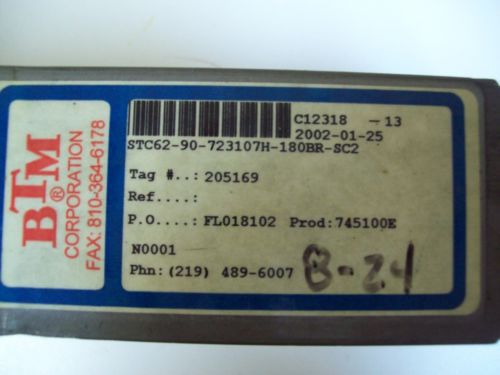 BTM®
CORPORATION
FAX: 810-364-6178
C12318 - 13
2002-01-25
STC62-90-723107H-180BR-SC2
Tag #..: 205169
Ref....:
P.O....: FL018102 Prod:745100E
N0001
Phn: (219) 489-6007
B-24